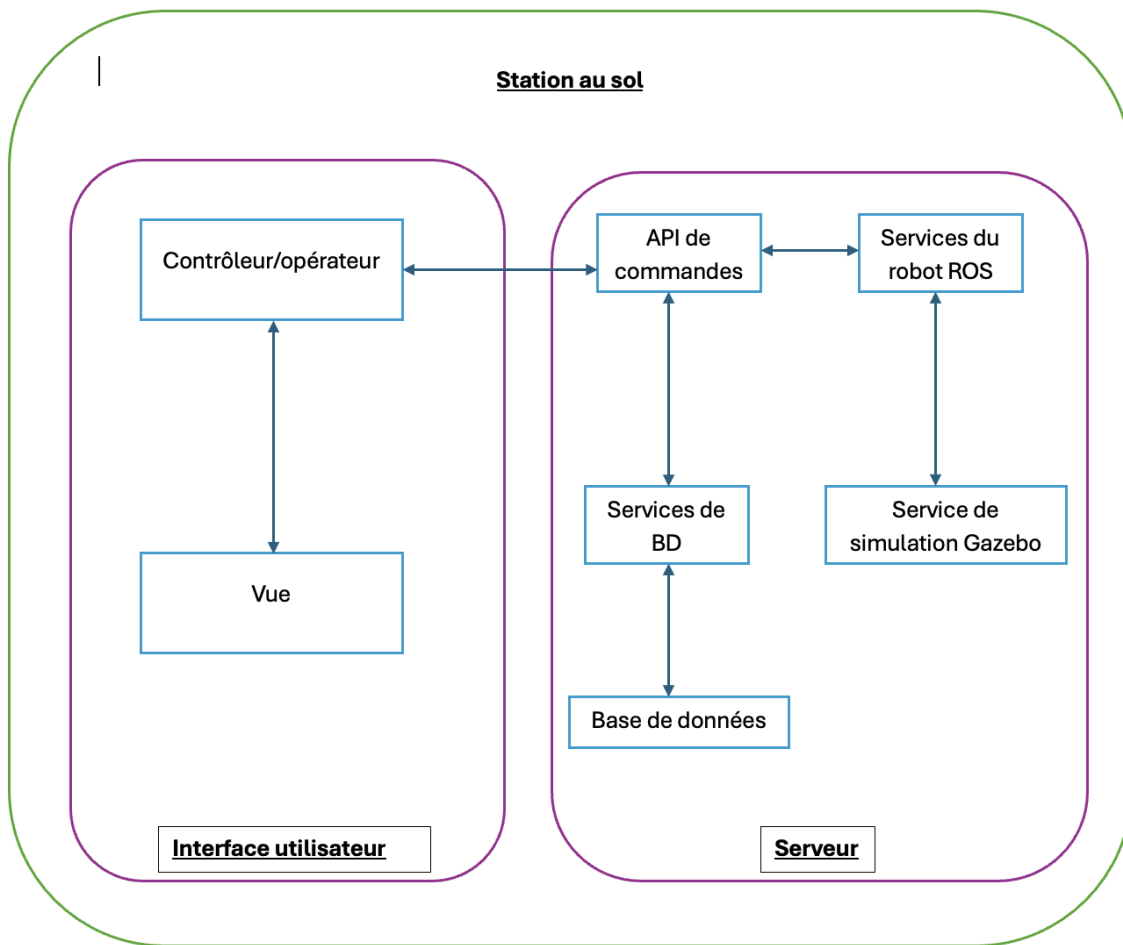 Station au sol
Contrôleur/opérateur
API de
commandes
Services du
robot ROS
Services de
BD
Service de
simulation Gazebo
Vue
Base de données
Interface utilisateur
Serveur